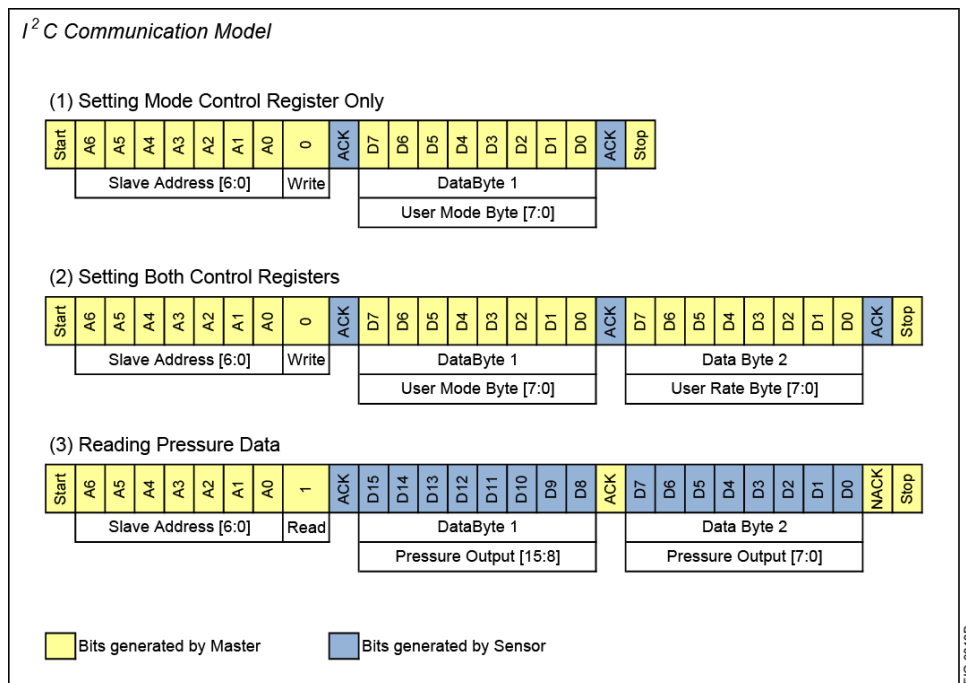 I² C Communication Model
(1) Setting Mode Control Register Only
Start A6 A5 A4 A3 A2 A1 A0 0 ACK D7 D6 D5 D4 D3 D2 D1 D0 ACK Stop
Slave Address [6:0] Write DataByte 1
User Mode Byte [7:0]
(2) Setting Both Control Registers
Start A6 A5 A4 A3 A2 A1 A0 0 ACK D7 D6 D5 D4 D3 D2 D1 D0 ACK D7 D6 D5 D4 D3 D2 D1 D0 ACK Stop
Slave Address [6:0] Write DataByte 1 Data Byte 2
User Mode Byte [7:0] User Rate Byte [7:0]
(3) Reading Pressure Data
Start A6 A5 A4 A3 A2 A1 A0 1 ACK D15 D14 D13 D12 D11 D10 D9 D8 ACK D7 D6 D5 D4 D3 D2 D1 D0 NACK Stop
Slave Address [6:0] Read DataByte 1 Data Byte 2
Pressure Output [15:8] Pressure Output [7:0]
Bits generated by Master Bits generated by Sensor